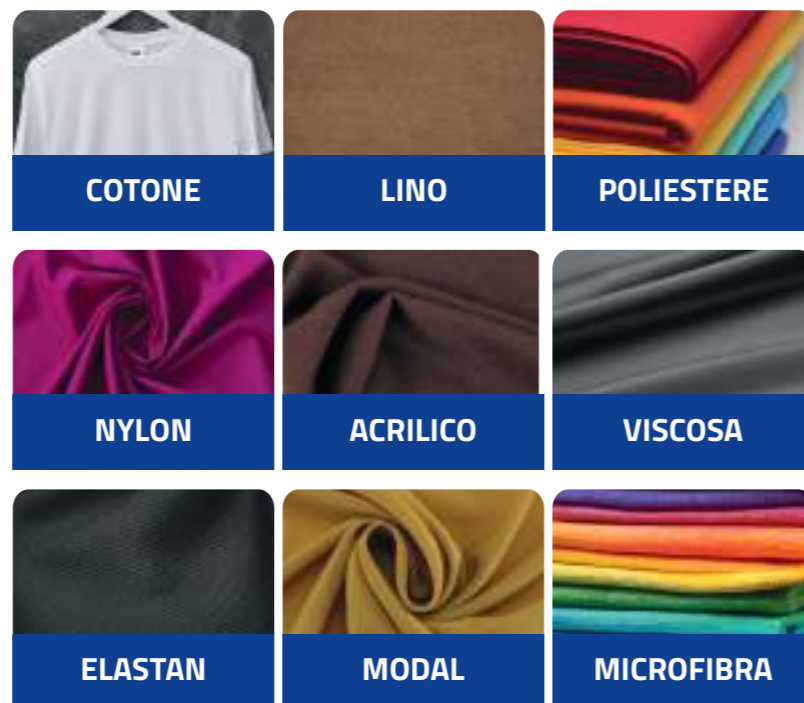 COTONE
LINO
POLIESTERE
NYLON
ACRILICO
VISCOSA
ELASTAN
MODAL
MICROFIBRA